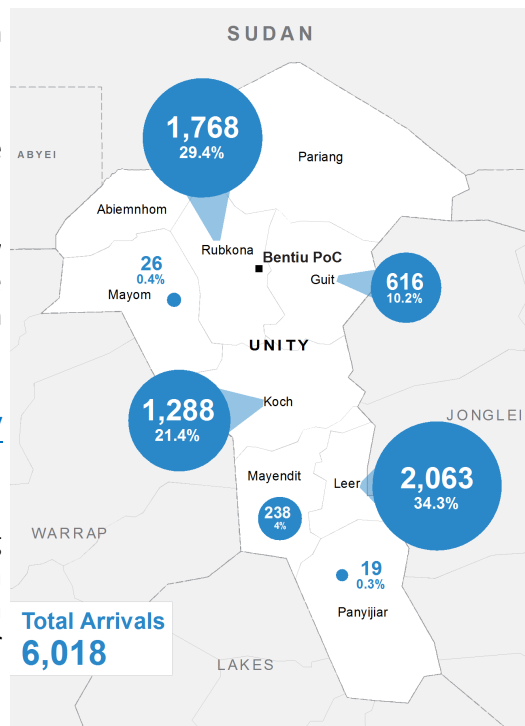 SUDAN
1,768
29.4%
ABYEI
Pariang
Abiemnhom
Rubkona
Bentiu PoC
26
0.4%
Mayom
Guit
616
10.2%
UNITY
1,288
21.4%
Koch
JONGLEI
Mayendit
Leer
2,063
34.3%
238
4%
WARRAP
19
0.3%
Panyijiar
Total Arrivals
6,018
LAKES